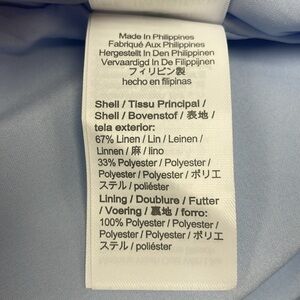 Made In Philippines
Fabriqué Aux Philippines
Hergestellt In Den Philippinen
Vervaardigd In De Filippijnen
フィリピン製
hecho en filipinas
Shell / Tissu Principal /
Shell / Bovenstof / 表地 /
tela exterior:
67% Linen / Lin / Leinen /
Linnen / 麻 / lino
33% Polyester / Polyester /
Polyester / Polyester / ポリエ
ステル / poliéster
Lining / Doublure / Futter
/ Voering / 裏地 / forro:
100% Polyester / Polyester /
Polyester / Polyester / ポリエ
ステル / poliéster